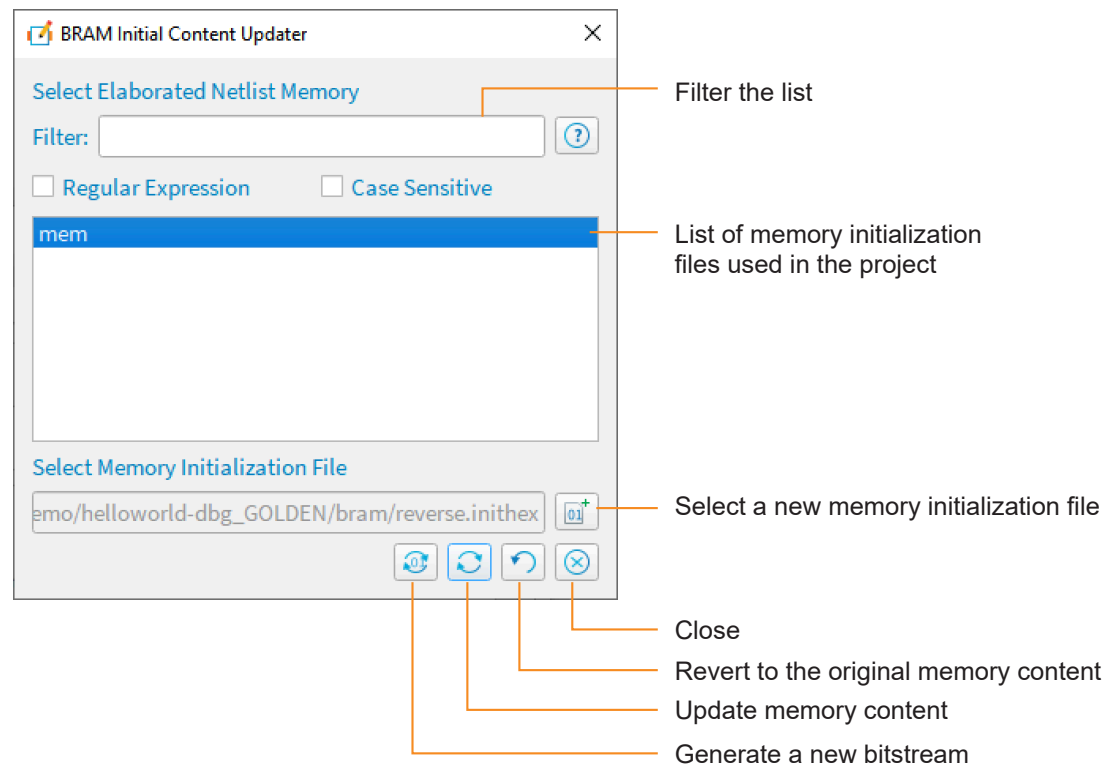 BRAM Initial Content Updater
Select Elaborated Netlist Memory
Filter the list
Filter:
Regular Expression
Case Sensitive
mem
List of memory initialization
files used in the project
Select Memory Initialization File
emo/helloworld-dbg_GOLDEN/bram/reverse.inithex
01
Select a new memory initialization file
01
Close
Revert to the original memory content
Update memory content
Generate a new bitstream